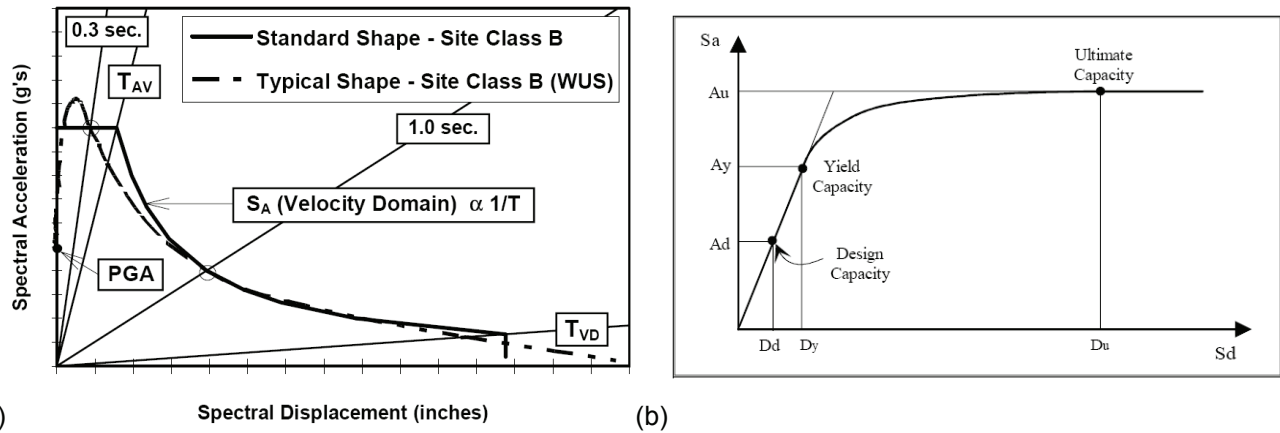 0.3 sec.
Standard Shape - Site Class B
Typical Shape - Site Class B (WUS)
T_AV
1.0 sec.
S_A (Velocity Domain) α 1/T
PGA
T_VD
Spectral Acceleration (g's)
Spectral Displacement (inches)
)
Sa
Ultimate
Capacity
Au
Ay
Yield
Capacity
Ad
Design
Capacity
Dd
Dy
Du
Sd
(b)